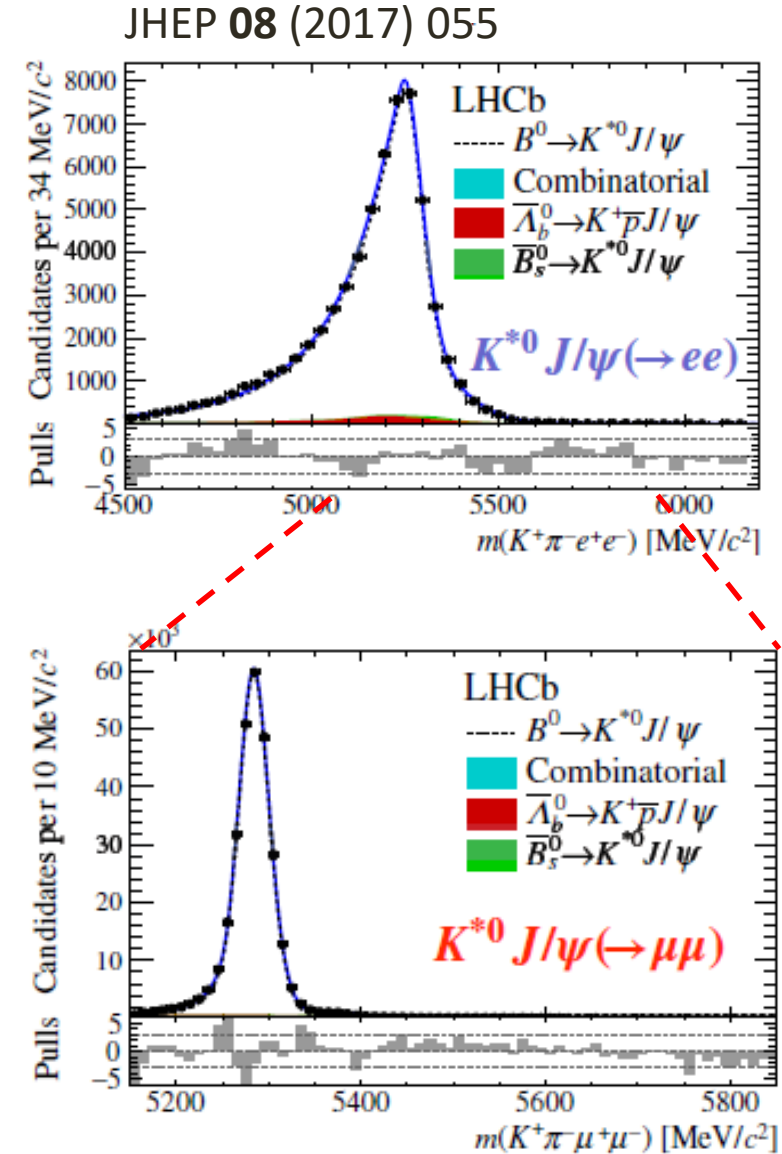 JHEP 08 (2017) 055
Candidates per 34 MeV/c²
8000
7000
6000
5000
4000
3000
2000
1000
LHCb
B⁰→K*⁰J/ψ
Combinatorial
Λ̅b⁰→K⁺p̅J/ψ
B̅s⁰→K*⁰J/ψ
K*⁰ J/ψ(→ee)
Pulls
5
0
−5
4500 5000 5500 6000
m(K⁺π⁻e⁺e⁻) [MeV/c²]
×10³
Candidates per 10 MeV/c²
60
50
40
30
20
10
LHCb
B⁰→K*⁰J/ψ
Combinatorial
Λ̅b⁰→K⁺p̅J/ψ
B̅s⁰→K*⁰J/ψ
K*⁰ J/ψ(→μμ)
Pulls
5
0
−5
5200 5400 5600 5800
m(K⁺π⁻μ⁺μ⁻) [MeV/c²]